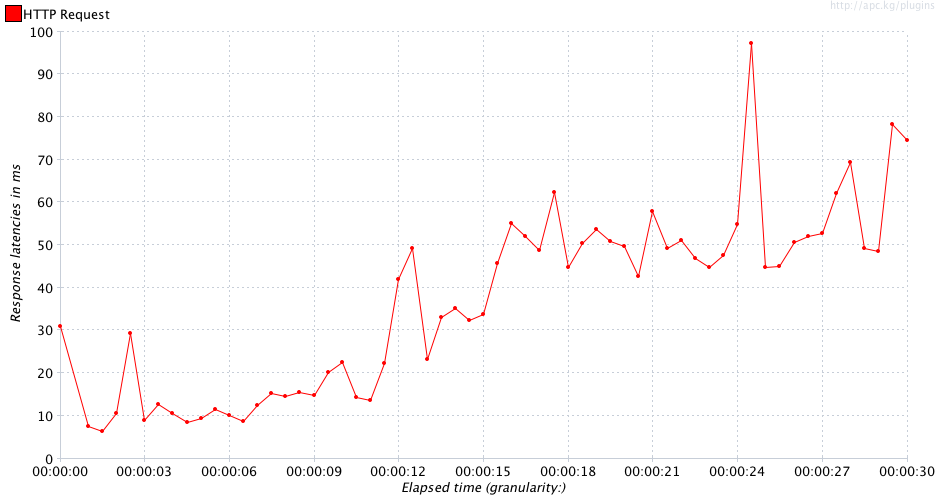 http://apc.kg/plugins
HTTP Request
100
90
80
70
60
50
40
30
20
10
0
Response latencies in ms
00:00:00 00:00:03 00:00:06 00:00:09 00:00:12 00:00:15 00:00:18 00:00:21 00:00:24 00:00:27 00:00:30
Elapsed time (granularity:)